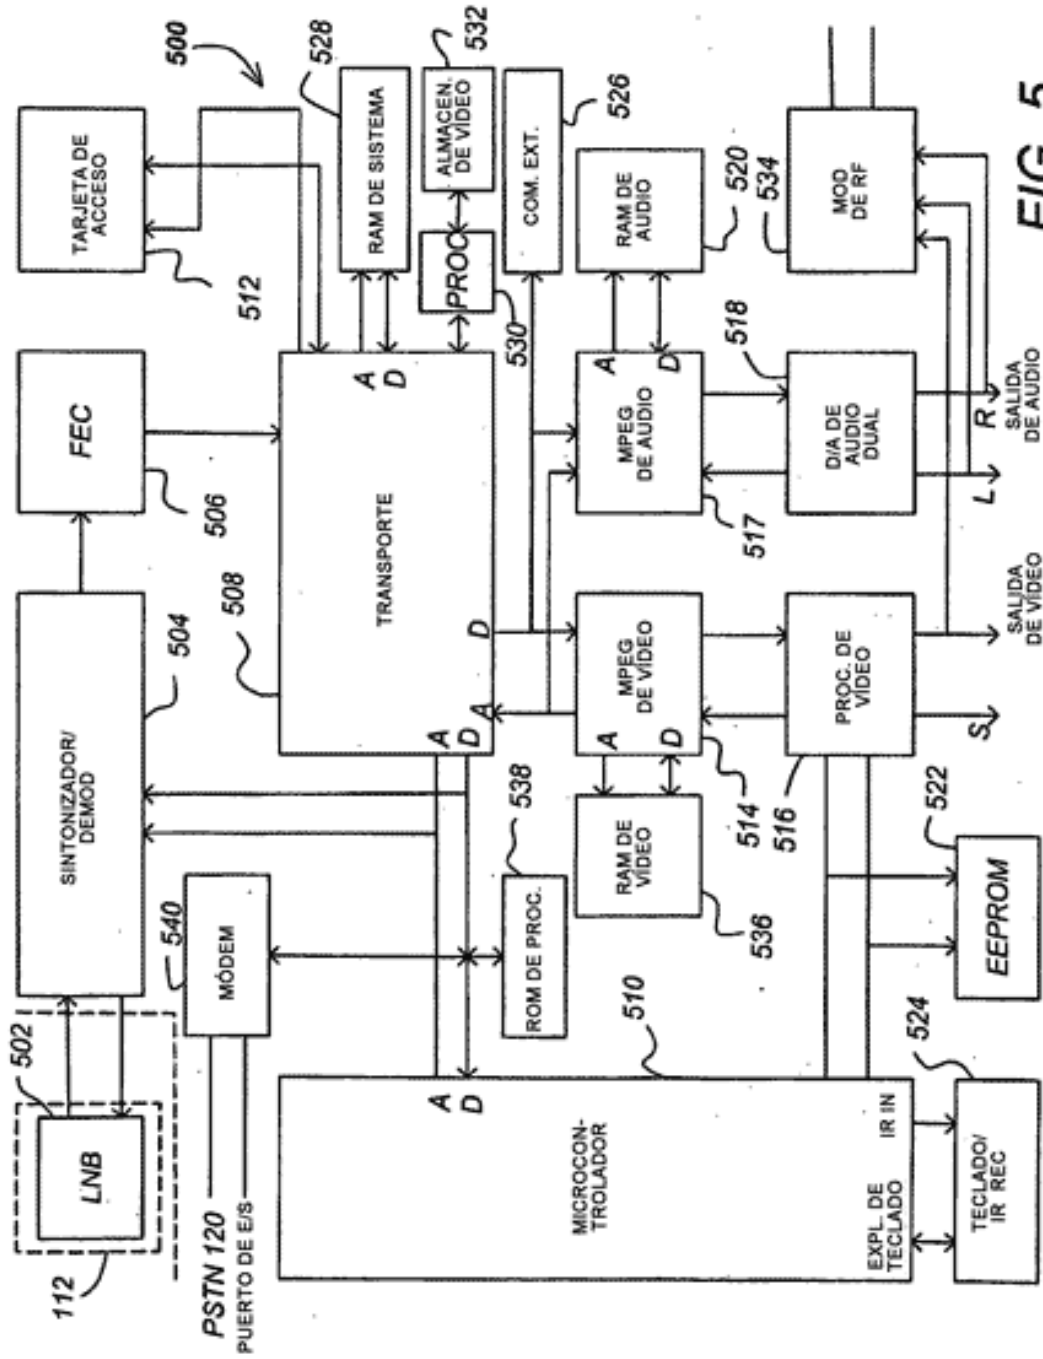 500
112
502
LNB
SINTONIZADOR/
DEMOD
504
FEC
506
TARJETA DE
ACCESO
512
540
MÓDEM
PSTN 120
PUERTO DE E/S
508
TRANSPORTE
A
D
A
D
A
D
RAM DE SISTEMA
528
PROC
530
ALMACEN.
DE VÍDEO
532
COM. EXT.
526
538
ROM DE PROC.
510
A
D
MICROCON-
TROLADOR
EXPL. DE
TECLADO
IR IN
RAM DE
VÍDEO
536
A
D
MPEG
DE VÍDEO
514
MPEG
DE AUDIO
517
A
D
RAM DE
AUDIO
520
PROC. DE
VÍDEO
516
D/A DE
AUDIO
DUAL
518
MOD
DE RF
534
EEPROM
522
TECLADO/
IR REC
524
S
SALIDA
DE VÍDEO
L
R
SALIDA
DE AUDIO
FIG. 5